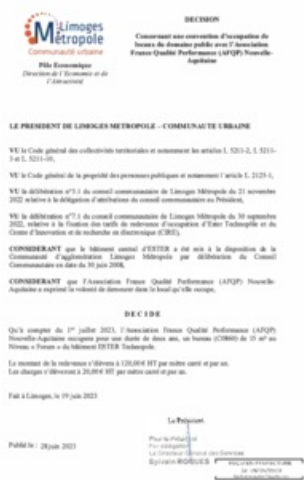 Limoges
Métropole
Communauté urbaine
Pôle Economique
Direction de l'Economie et de
l'Attractivité
DECISION
Concernant une convention d'occupation de
locaux du domaine public avec l'Association
France Qualité Performance (AFQP) Nouvelle-
Aquitaine
LE PRESIDENT DE LIMOGES METROPOLE – COMMUNAUTE URBAINE
VU le Code général des collectivités territoriales et notamment les articles L. 5211-2, L. 5211-
9 et L. 5211-10,
VU le Code général de la propriété des personnes publiques et notamment l'article L. 2125-1,
VU la délibération n°3.1 du conseil communautaire de Limoges Métropole du 21 novembre
2022 relative à la délégation d'attributions du conseil communautaire au Président,
VU la délibération n°7.1 du conseil communautaire de Limoges Métropole du 30 septembre
2022, relative à la fixation des tarifs de redevance d'occupation d'Ester Technopôle et du
Centre d'Innovation et de recherche en électronique (CIRE),
CONSIDERANT que le bâtiment central d'ESTER a été mis à la disposition de la
Communauté d'agglomération Limoges Métropole par délibération du Conseil
Communautaire en date du 30 juin 2008,
CONSIDERANT que l'Association France Qualité Performance (AFQP) Nouvelle-
Aquitaine a exprimé la volonté de demeurer dans le local qu'elle occupe,
D E C I D E
Qu'à compter du 1er juillet 2023, l'Association France Qualité Performance (AFQP)
Nouvelle-Aquitaine occupera pour une durée de deux ans, un bureau de 15 m² au
Niveau « Forum » du bâtiment ESTER Technopole.
Le montant de la redevance s'élèvera à 120,00 € HT par mètre carré et par an.
Les charges s'élèveront à 20,00 € HT par mètre carré et par an.
Fait à Limoges, le 19 juin 2023
Le Président
Pour le Président
Par délégation
Le Directeur Général des Services
Sylvain ROQUES
Publié le : 28 juin 2023